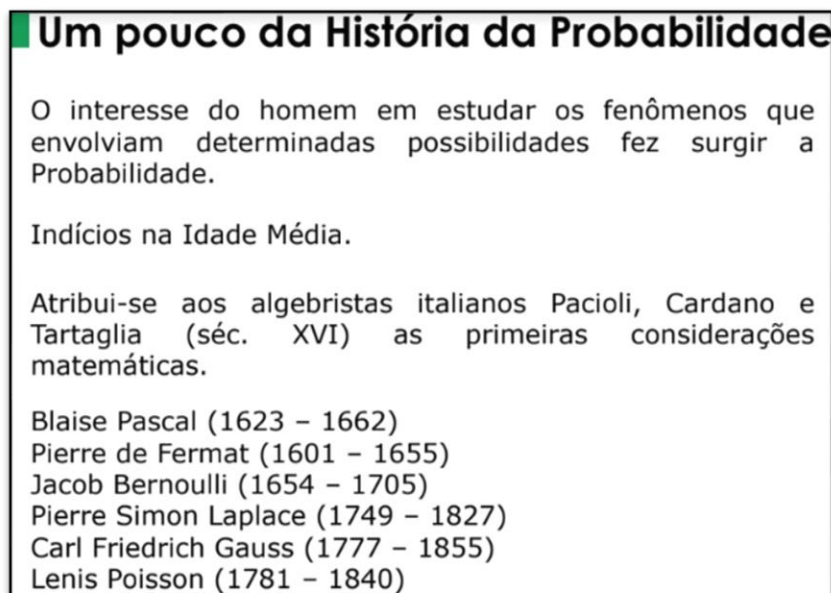 Um pouco da História da Probabilidade
O interesse do homem em estudar os fenômenos que
envolviam determinadas possibilidades fez surgir a
Probabilidade.
Indícios na Idade Média.
Atribui-se aos algebristas italianos Pacioli, Cardano e
Tartaglia (séc. XVI) as primeiras considerações
matemáticas.
Blaise Pascal (1623 – 1662)
Pierre de Fermat (1601 – 1655)
Jacob Bernoulli (1654 – 1705)
Pierre Simon Laplace (1749 – 1827)
Carl Friedrich Gauss (1777 – 1855)
Lenis Poisson (1781 – 1840)